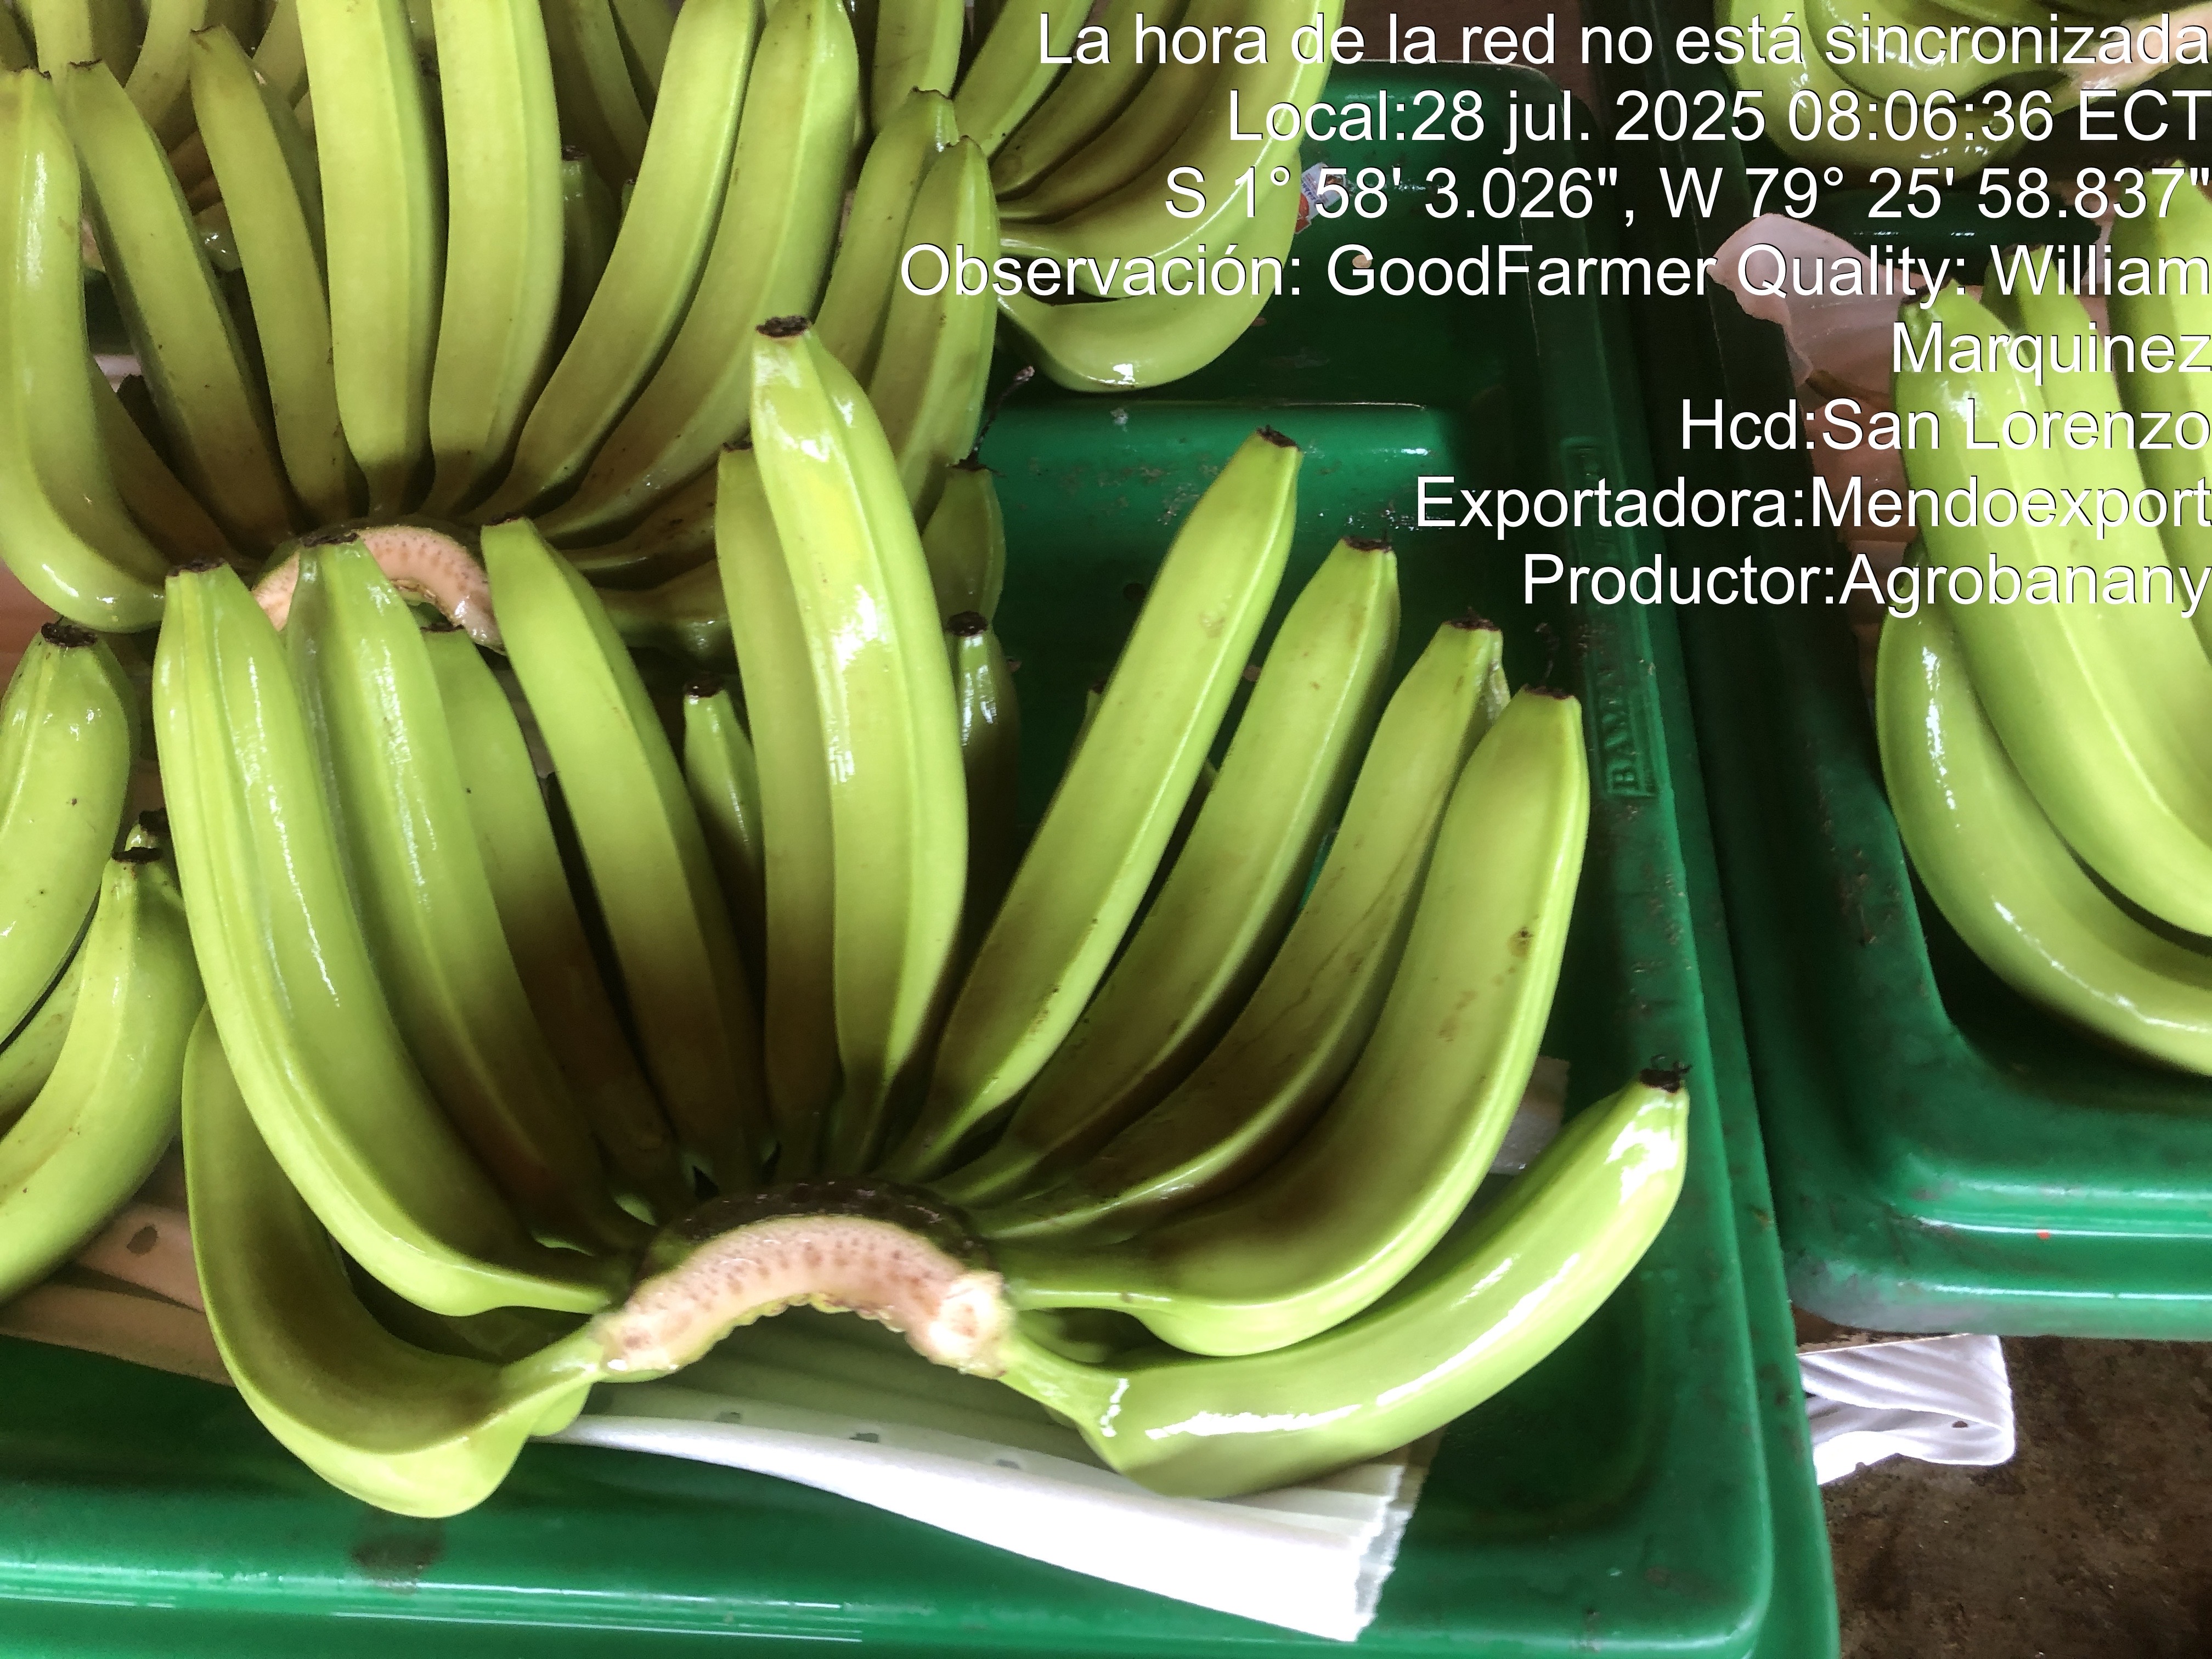 La hora de la red no está sincronizada
Local:28 jul. 2025 08:06:36 ECT
S 1° 58' 3.026", W 79° 25' 58.837"
Observación: GoodFarmer Quality: William
Marquinez
Hcd:San Lorenzo
Exportadora:Mendoexport
Productor:Agrobanany